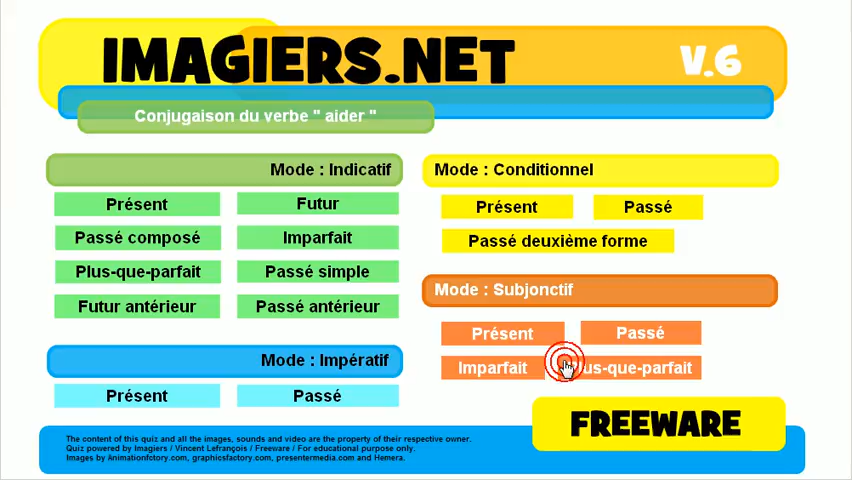 IMAGIERS.NET
V.6
Conjugaison du verbe " aider "
Mode : Indicatif
Présent
Futur
Passé composé
Imparfait
Plus-que-parfait
Passé simple
Futur antérieur
Passé antérieur
Mode : Impératif
Présent
Passé
Mode : Conditionnel
Présent
Passé
Passé deuxième forme
Mode : Subjonctif
Présent
Passé
Imparfait
Plus-que-parfait
FREEWARE
The content of this quiz and all the images, sounds and video are the property of their respective owner.
Quiz powered by Imagiers / Vincent Lefrançois / Freeware / For educational purpose only.
Images by Animationfctory.com, graphicsfactory.com, presentermedia.com and Hemera.